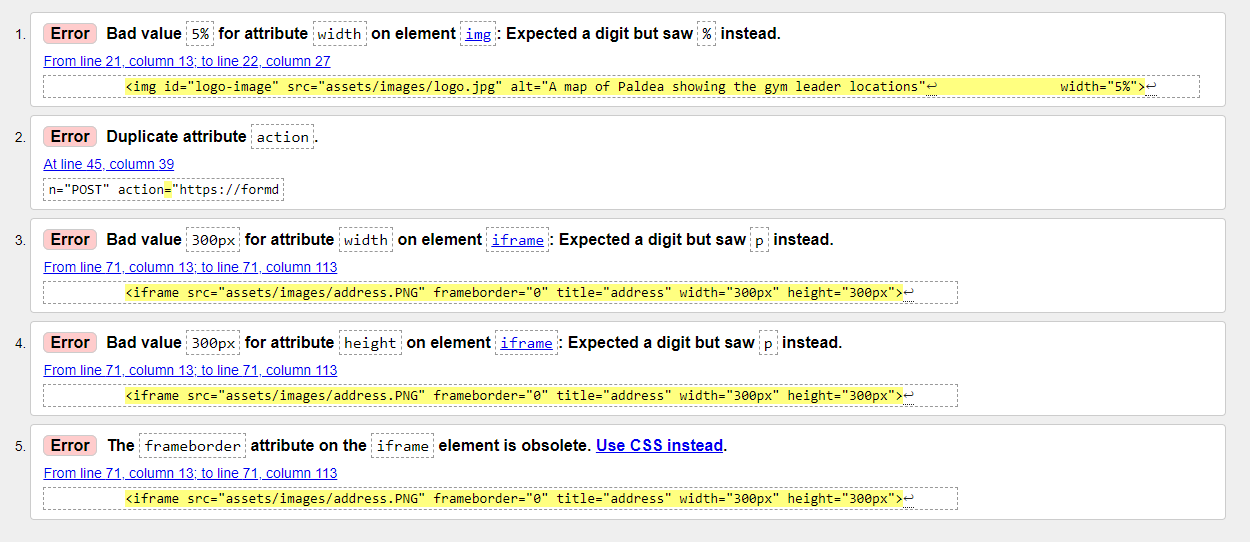 1. Error Bad value 5% for attribute width on element img: Expected a digit but saw % instead.
From line 21, column 13; to line 22, column 27
<img id="logo-image" src="assets/images/logo.jpg" alt="A map of Paldea showing the gym leader locations"↩ width="5%">↩
2. Error Duplicate attribute action.
At line 45, column 39
n="POST" action="https://formd
3. Error Bad value 300px for attribute width on element iframe: Expected a digit but saw p instead.
From line 71, column 13; to line 71, column 113
<iframe src="assets/images/address.PNG" frameborder="0" title="address" width="300px" height="300px">↩
4. Error Bad value 300px for attribute height on element iframe: Expected a digit but saw p instead.
From line 71, column 13; to line 71, column 113
<iframe src="assets/images/address.PNG" frameborder="0" title="address" width="300px" height="300px">↩
5. Error The frameborder attribute on the iframe element is obsolete. Use CSS instead.
From line 71, column 13; to line 71, column 113
<iframe src="assets/images/address.PNG" frameborder="0" title="address" width="300px" height="300px">↩